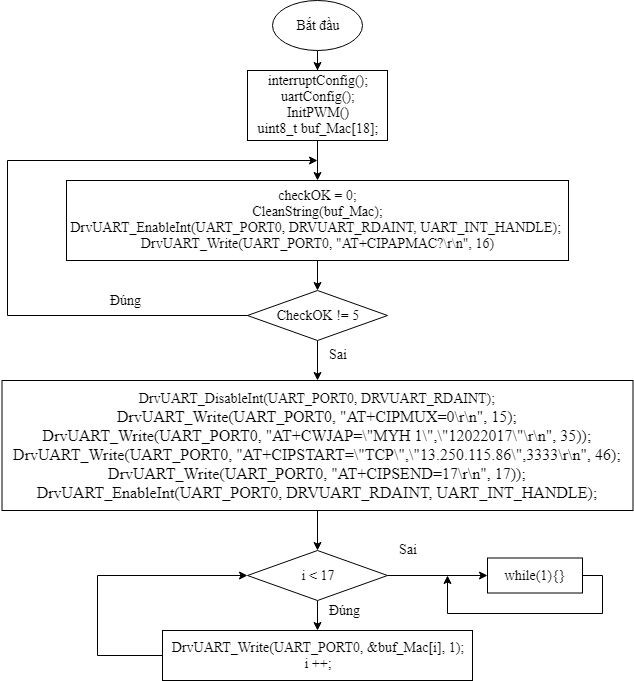 Bắt đầu
interruptConfig();
uartConfig();
InitPWM()
uint8_t buf_Mac[18];
checkOK = 0;
CleanString(buf_Mac);
DrvUART_EnableInt(UART_PORT0, DRVUART_RDAINT, UART_INT_HANDLE);
DrvUART_Write(UART_PORT0, "AT+CIPAPMAC?\r\n", 16)
Đúng
CheckOK != 5
Sai
DrvUART_DisableInt(UART_PORT0, DRVUART_RDAINT);
DrvUART_Write(UART_PORT0, "AT+CIPMUX=0\r\n", 15);
DrvUART_Write(UART_PORT0, "AT+CWJAP=\"MYH 1\",\"12022017\"\r\n", 35));
DrvUART_Write(UART_PORT0, "AT+CIPSTART=\"TCP\",\"13.250.115.86\",3333\r\n", 46);
DrvUART_Write(UART_PORT0, "AT+CIPSEND=17\r\n", 17));
DrvUART_EnableInt(UART_PORT0, DRVUART_RDAINT, UART_INT_HANDLE);
Sai
i < 17
while(1){}
Đúng
DrvUART_Write(UART_PORT0, &buf_Mac[i], 1);
i ++;